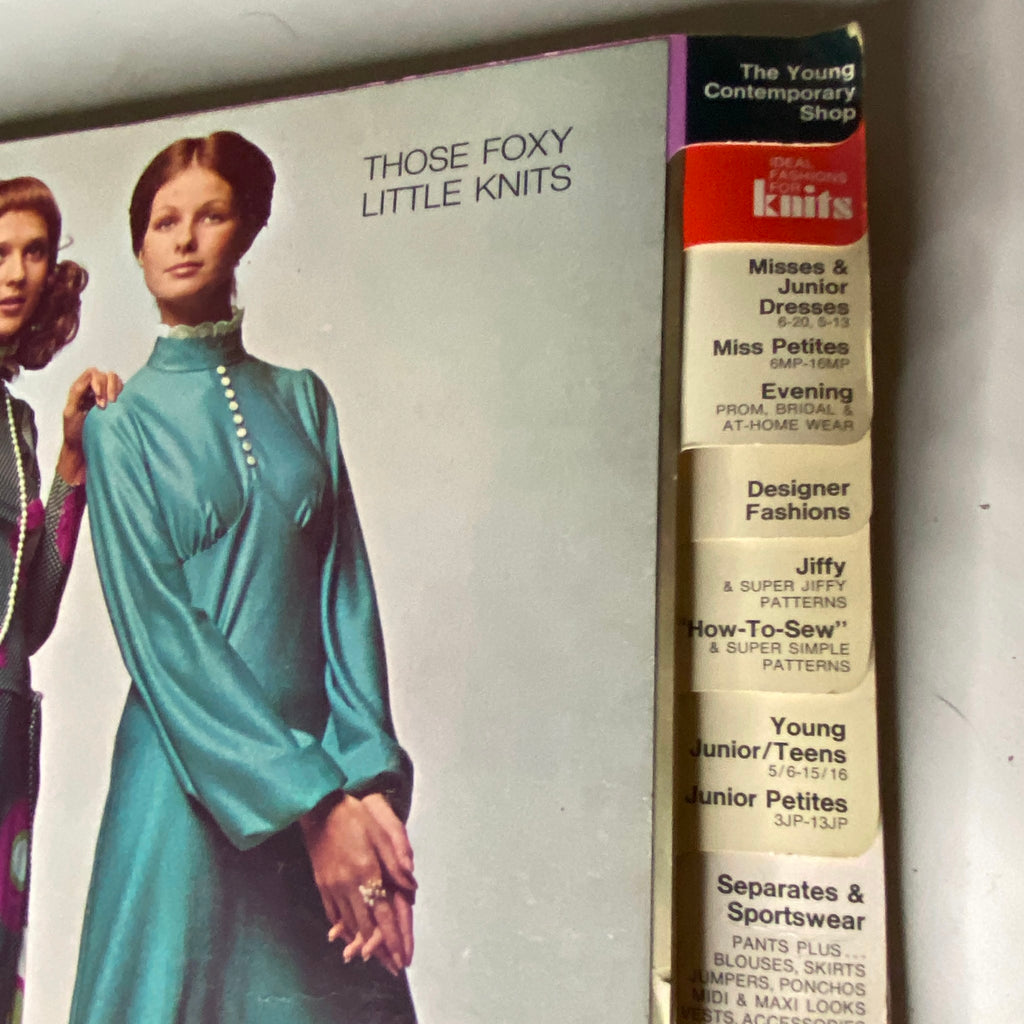 THOSE FOXY
LITTLE KNITS
The Young
Contemporary
Shop
IDEAL
FASHIONS
FOR
knits
Misses &
Junior
Dresses
6-20, 5-13
Miss Petites
6MP-16MP
Evening
PROM, BRIDAL &
AT-HOME WEAR
Designer
Fashions
Jiffy
& SUPER JIFFY
PATTERNS
"How-To-Sew"
& SUPER SIMPLE
PATTERNS
Young
Junior/Teens
5/6-15/16
Junior Petites
3JP-13JP
Separates &
Sportswear
PANTS PLUS...
BLOUSES, SKIRTS
JUMPERS, PONCHOS
MIDI & MAXI LOOKS
VESTS, ACCESSORIES